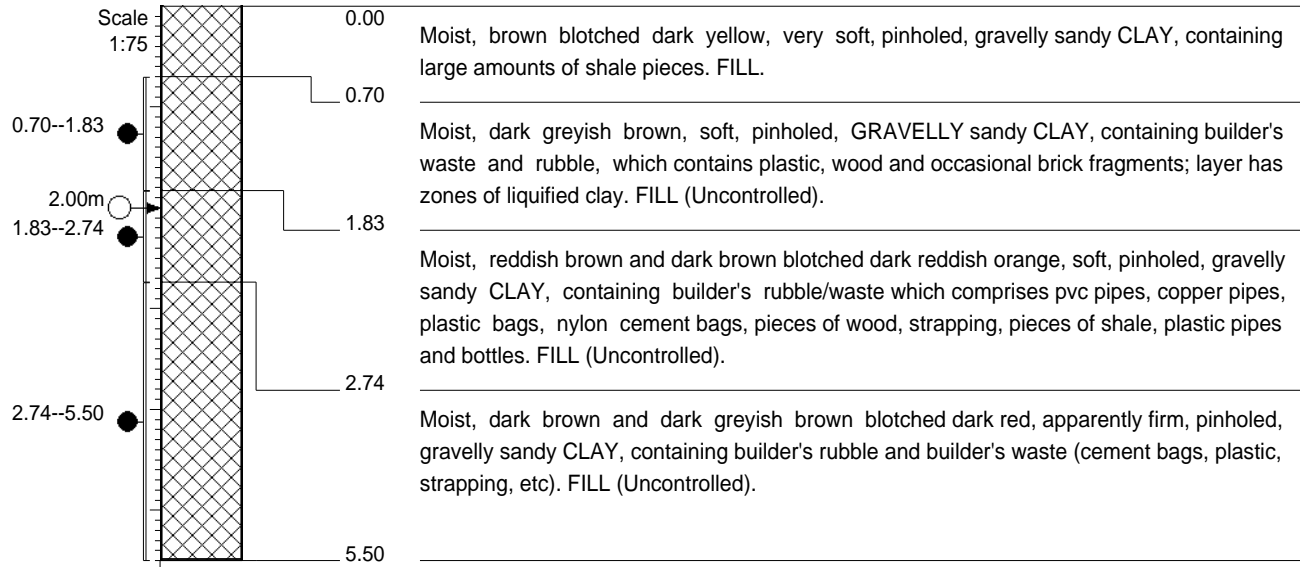 Scale
1:75
0.00
Moist, brown blotched dark yellow, very soft, pinholed, gravelly sandy CLAY, containing
large amounts of shale pieces. FILL.
0.70
0.70--1.83
Moist, dark greyish brown, soft, pinholed, GRAVELLY sandy CLAY, containing builder's
waste and rubble, which contains plastic, wood and occasional brick fragments; layer has
zones of liquified clay. FILL (Uncontrolled).
2.00m
1.83
1.83--2.74
Moist, reddish brown and dark brown blotched dark reddish orange, soft, pinholed, gravelly
sandy CLAY, containing builder's rubble/waste which comprises pvc pipes, copper pipes,
plastic bags, nylon cement bags, pieces of wood, strapping, pieces of shale, plastic pipes
and bottles. FILL (Uncontrolled).
2.74
2.74--5.50
Moist, dark brown and dark greyish brown blotched dark red, apparently firm, pinholed,
gravelly sandy CLAY, containing builder's rubble and builder's waste (cement bags, plastic,
strapping, etc). FILL (Uncontrolled).
5.50